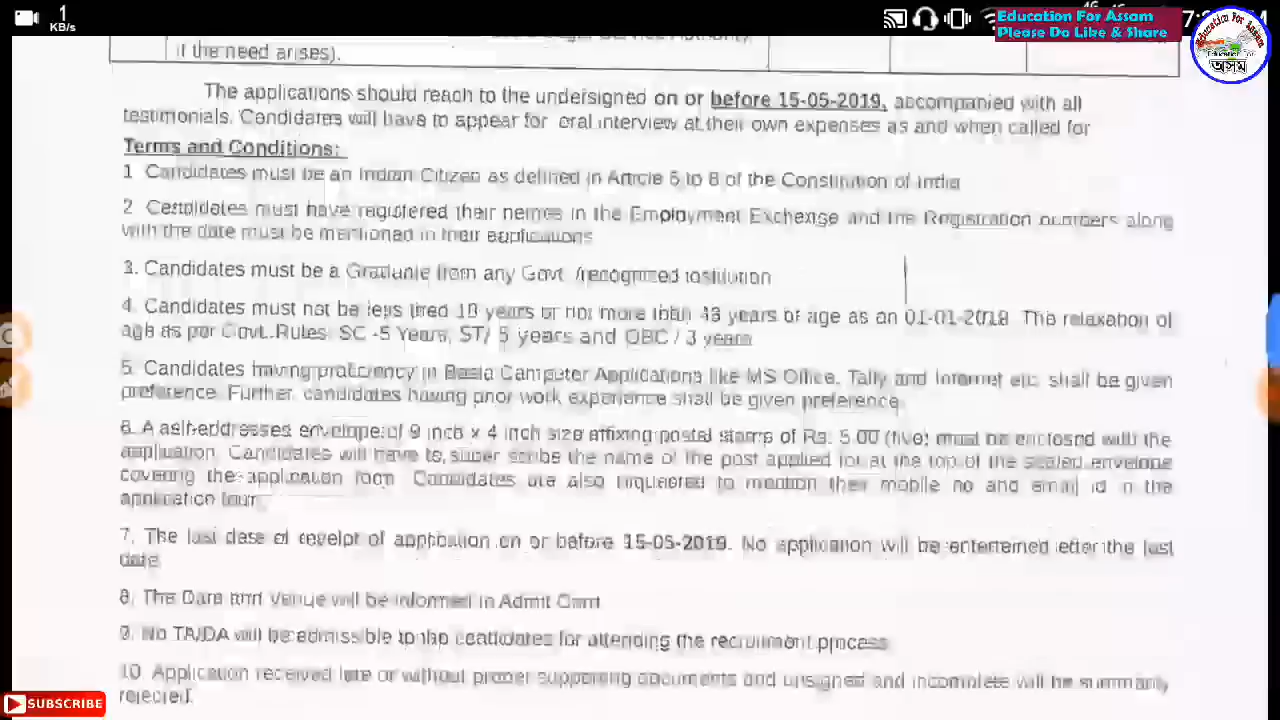 1
KB/s
Education For Assam
Please Do Like & Share
Education For Assam
অসম
if the need arises).
The applications should reach to the undersigned on or before 15-05-2019, accompanied with all
testimonials. Candidates will have to appear for oral interview at their own expenses as and when called for
Terms and Conditions:
1 Candidates must be an Indian Citizen as defined in Article 5 to 8 of the Constitution of India
2 Candidates must have registered their names in the Employment Exchange and the Registration numbers along
with the date must be mentioned in their applications
3. Candidates must be a Graduate from any Govt /recognized Institution
4. Candidates must not be less than 18 years or not more than 43 years of age as on 01-01-2018 The relaxation of
age as per Govt. Rules SC -5 Years, ST/ 5 years and OBC / 3 years
5. Candidates having proficiency in Basic Computer Applications like MS Office, Tally and Internet etc. shall be given
preference. Further, candidates having prior work experience shall be given preference
6. A self-addresses envelope of 9 inch x 4 inch size affixing postal stamp of Rs. 5.00 (five) must be enclosed with the
application. Candidates will have to super scribe the name of the post applied for at the top of the sealed envelope
covering the application form Candidates are also requested to mention their mobile no and email id in the
application form
7. The last date of receipt of application on or before 15-05-2019. No application will be entertained after the last
date
8. The Date and Venue will be informed in Admit Card
9. No TA/DA will be admissible to the candidates for attending the recruitment process
10 Application received late or without proper supporting documents and unsigned and incomplete will be summarily
rejected.
SUBSCRIBE